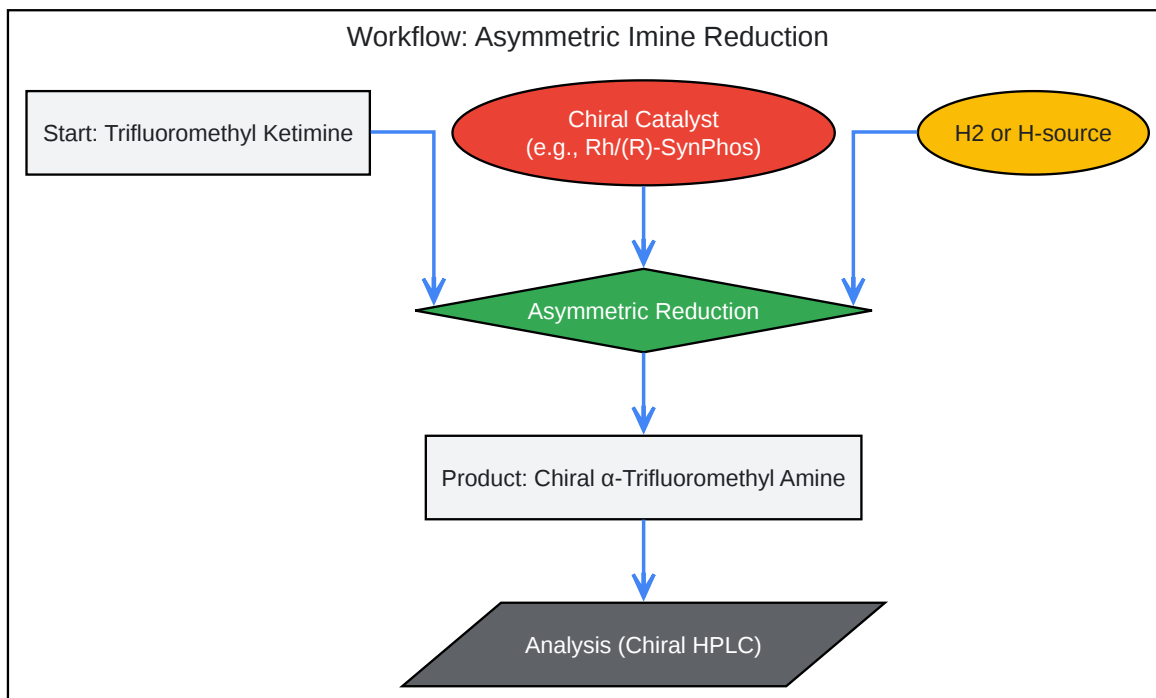 Workflow: Asymmetric Imine Reduction
Start: Trifluoromethyl Ketimine
Chiral Catalyst
(e.g., Rh/(R)-SynPhos)
H2 or H-source
Asymmetric Reduction
Product: Chiral α-Trifluoromethyl Amine
Analysis (Chiral HPLC)